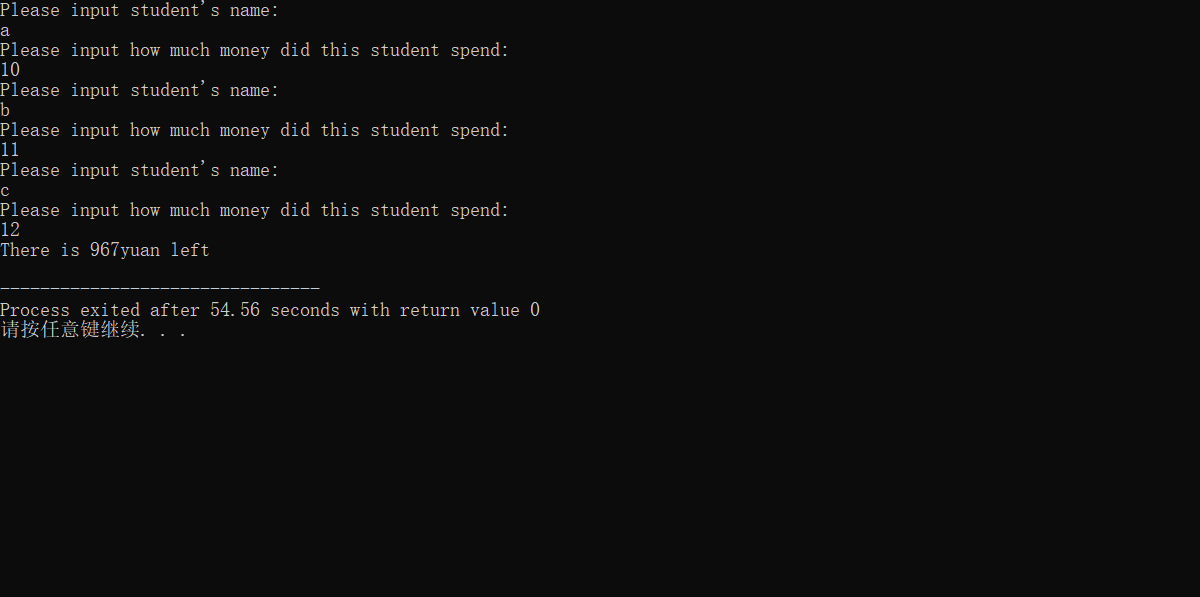 Please input student's name:
a
Please input how much money did this student spend:
10
Please input student's name:
b
Please input how much money did this student spend:
11
Please input student's name:
c
Please input how much money did this student spend:
12
There is 967yuan left
--------------------------------
Process exited after 54.56 seconds with return value 0
请按任意键继续. . .